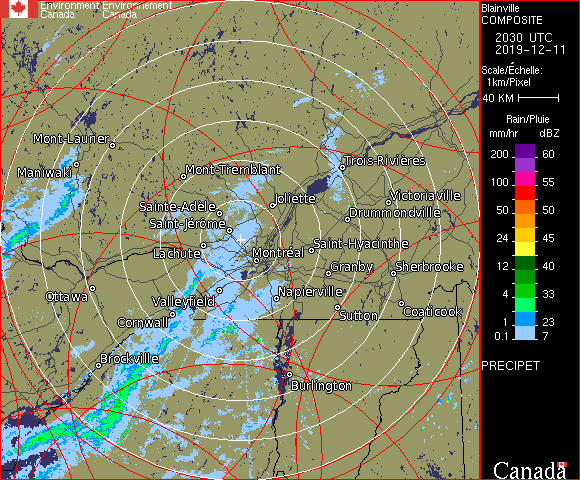 Environment Environnement
Canada Canada
Blainville
COMPOSITE
2030 UTC
2019-12-11
Scale/Échelle:
1km/Pixel
40 KM
Rain/Pluie
mm/hr dBZ
200 60
100 55
50 50
24 45
12 40
4 33
1 23
0.1 7
PRECIPET
Mont-Laurier
Maniwaki
Mont-Tremblant
Trois-Rivières
Joliette
Victoriaville
Sainte-Adèle
Drummondville
Saint-Jérôme
Lachute
Montréal
Saint-Hyacinthe
Granby
Sherbrooke
Ottawa
Valleyfield
Napierville
Cornwall
Sutton
Coaticook
Brockville
Burlington
Canada